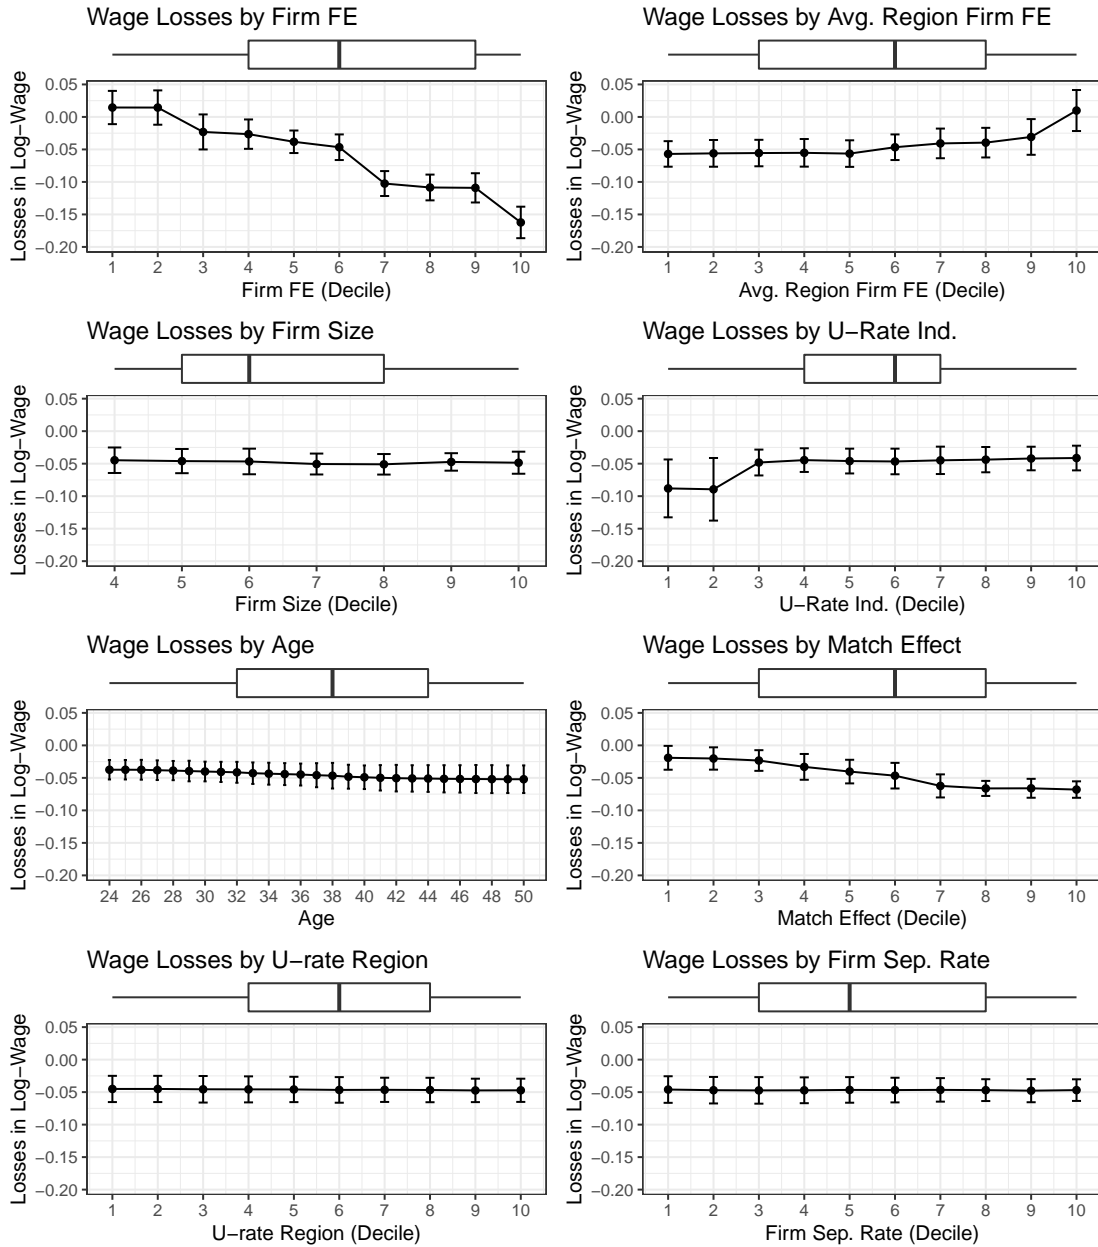 Wage Losses by Firm FE
Losses in Log−Wage
0.05
0.00
−0.05
−0.10
−0.15
−0.20
1 2 3 4 5 6 7 8 9 10
Firm FE (Decile)
Wage Losses by Avg. Region Firm FE
Losses in Log−Wage
0.05
0.00
−0.05
−0.10
−0.15
−0.20
1 2 3 4 5 6 7 8 9 10
Avg. Region Firm FE (Decile)
Wage Losses by Firm Size
Losses in Log−Wage
0.05
0.00
−0.05
−0.10
−0.15
−0.20
4 5 6 7 8 9 10
Firm Size (Decile)
Wage Losses by U−Rate Ind.
Losses in Log−Wage
0.05
0.00
−0.05
−0.10
−0.15
−0.20
1 2 3 4 5 6 7 8 9 10
U−Rate Ind. (Decile)
Wage Losses by Age
Losses in Log−Wage
0.05
0.00
−0.05
−0.10
−0.15
−0.20
24 26 28 30 32 34 36 38 40 42 44 46 48 50
Age
Wage Losses by Match Effect
Losses in Log−Wage
0.05
0.00
−0.05
−0.10
−0.15
−0.20
1 2 3 4 5 6 7 8 9 10
Match Effect (Decile)
Wage Losses by U−rate Region
Losses in Log−Wage
0.05
0.00
−0.05
−0.10
−0.15
−0.20
1 2 3 4 5 6 7 8 9 10
U−rate Region (Decile)
Wage Losses by Firm Sep. Rate
Losses in Log−Wage
0.05
0.00
−0.05
−0.10
−0.15
−0.20
1 2 3 4 5 6 7 8 9 10
Firm Sep. Rate (Decile)